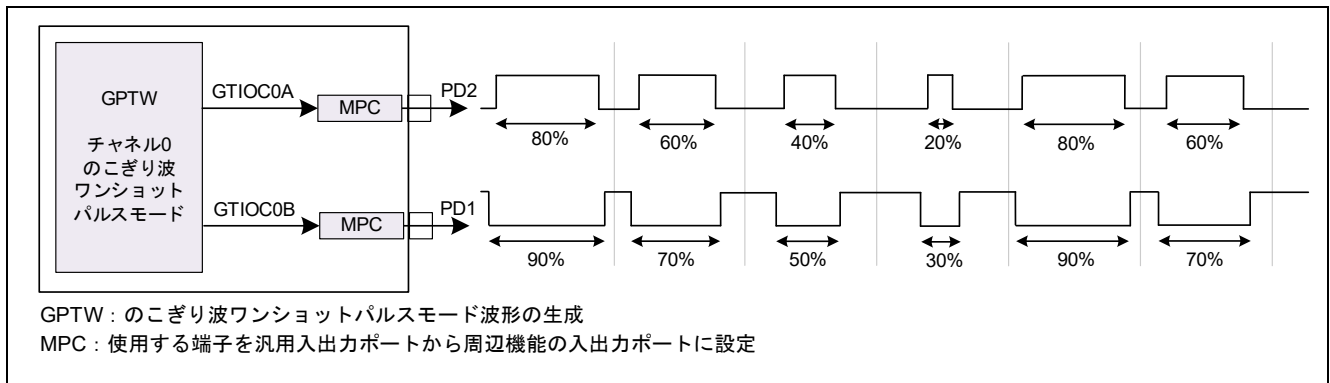 GPTW
チャネル0
のこぎり波
ワンショット
パルスモード
GTIOC0A
MPC
PD2
80%
60%
40%
20%
80%
60%
GTIOC0B
MPC
PD1
90%
70%
50%
30%
90%
70%
GPTW：のこぎり波ワンショットパルスモード波形の生成
MPC：使用する端子を汎用入出力ポートから周辺機能の入出力ポートに設定